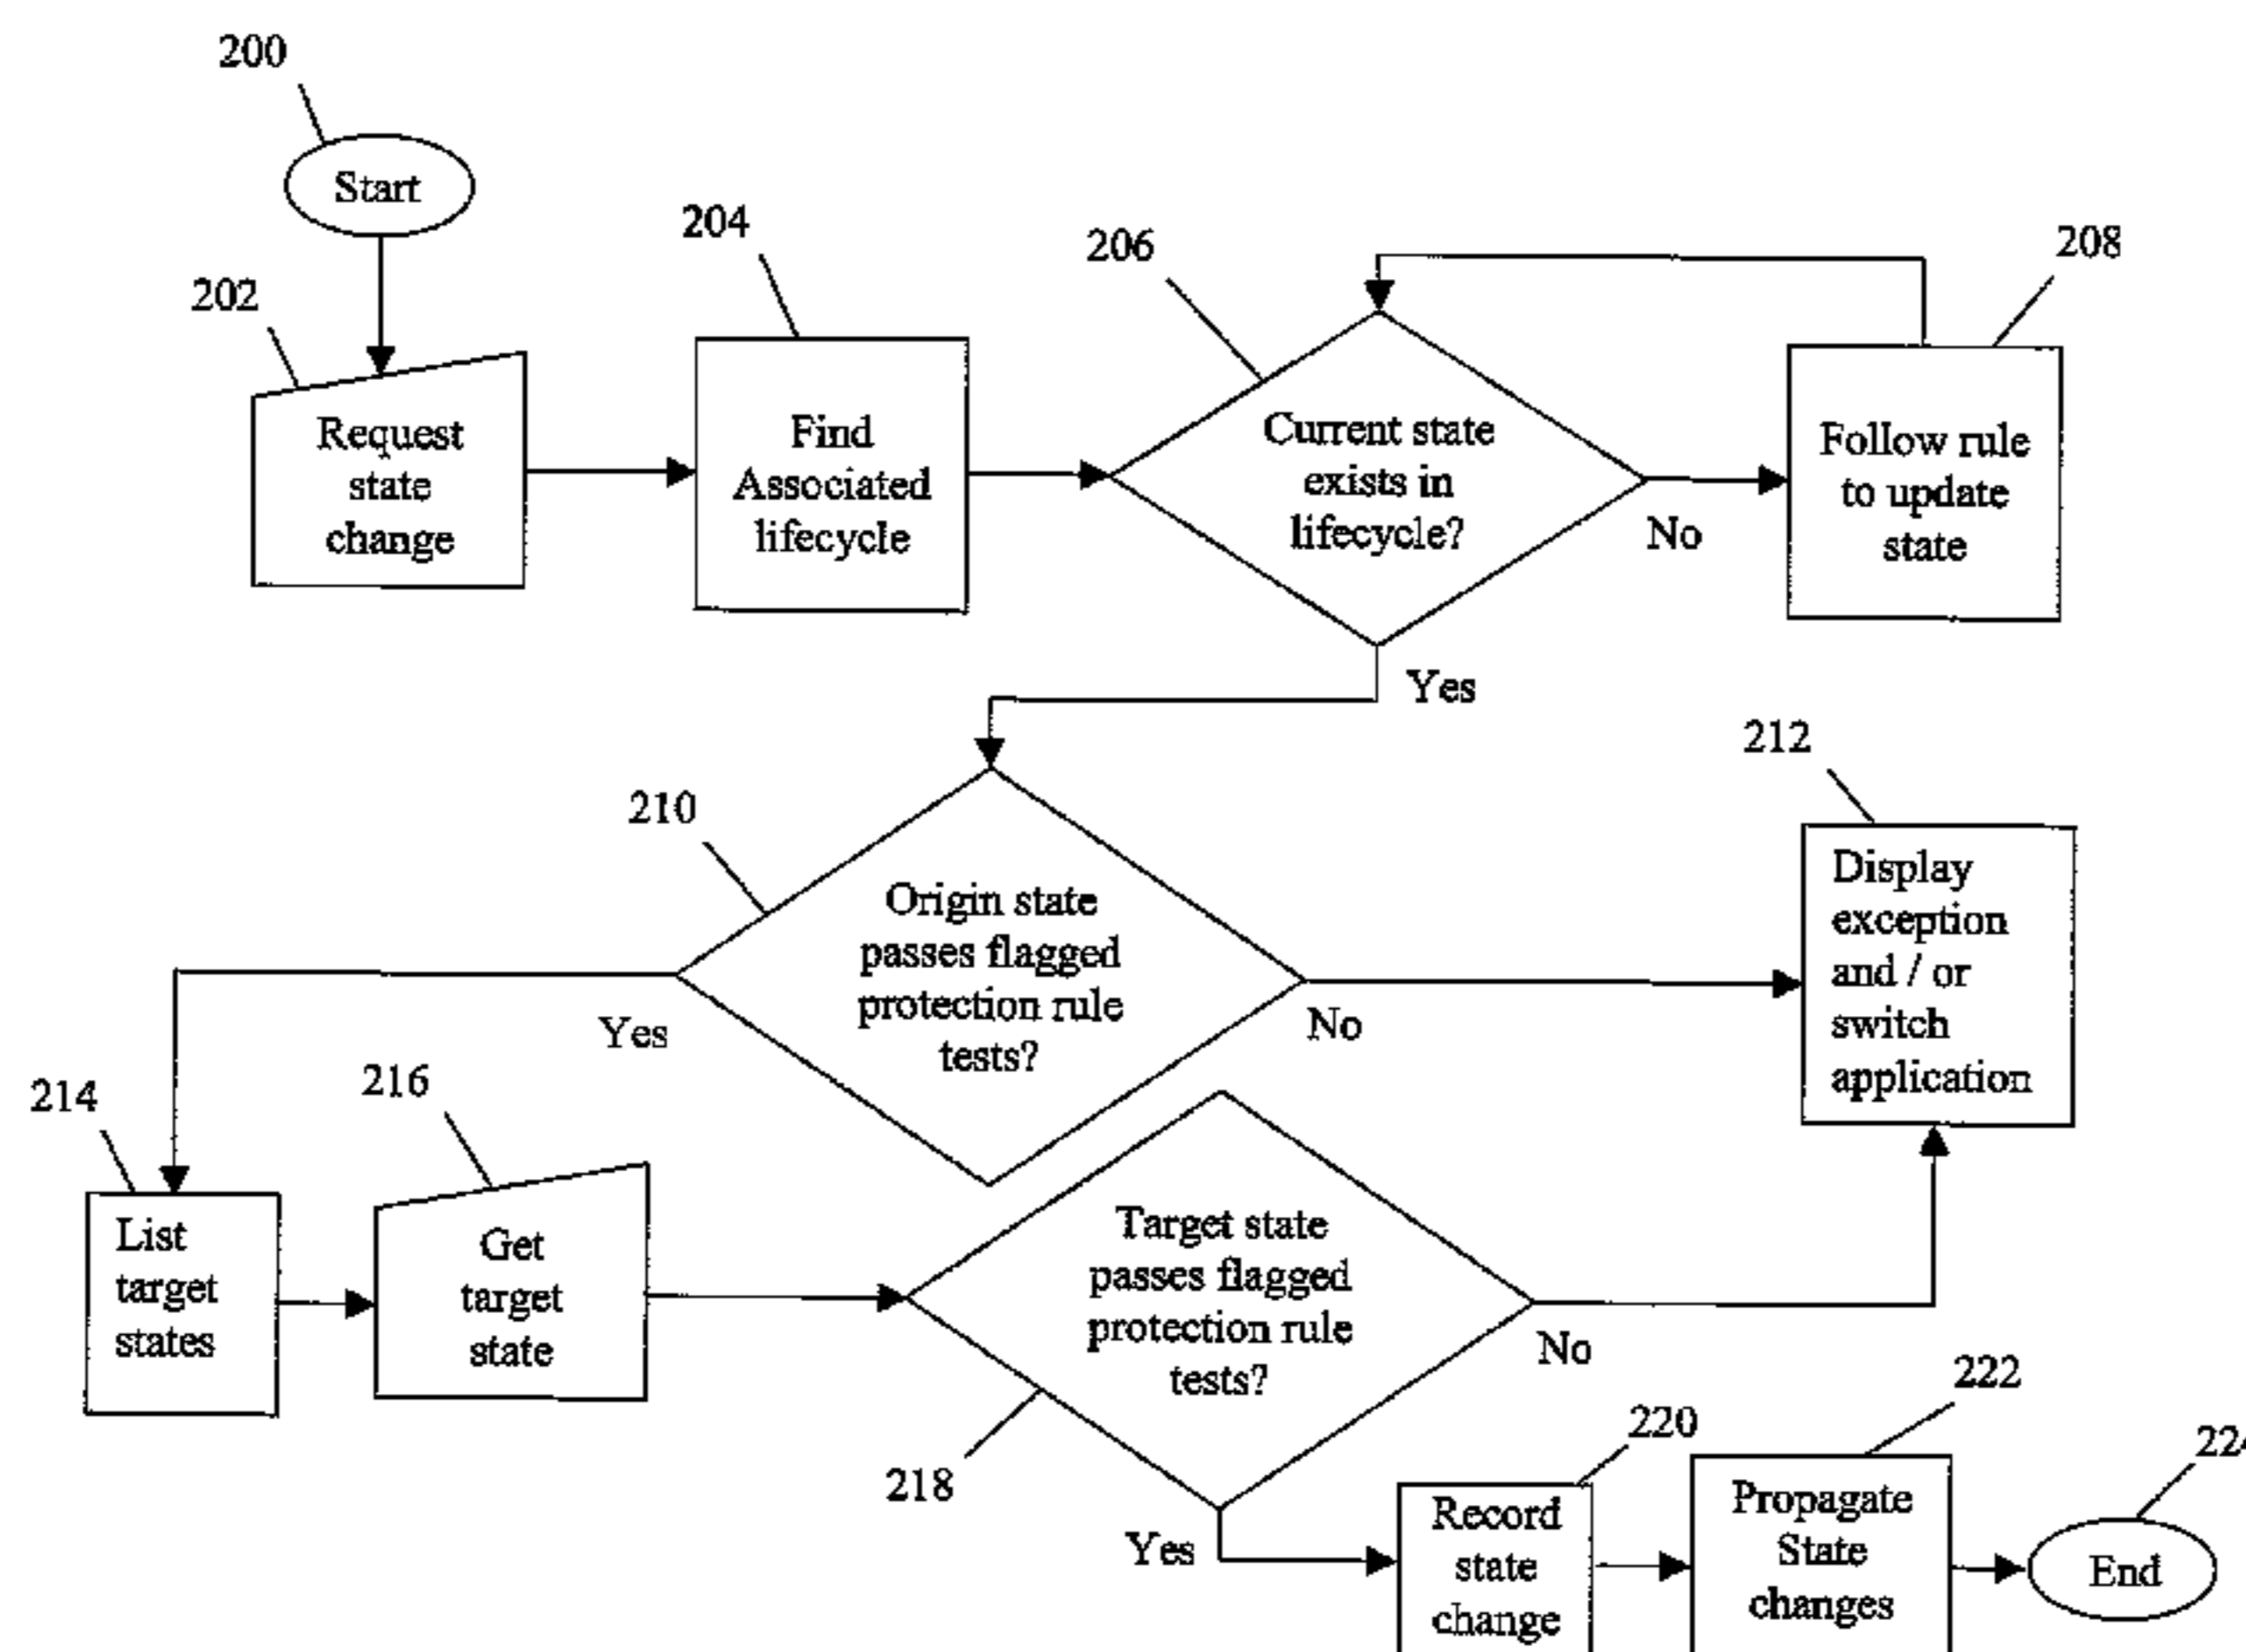 200
Start
202
Request
state
change
204
Find
Associated
lifecycle
206
Current state
exists in
lifecycle?
No
Yes
208
Follow rule
to update
state
210
Origin state
passes flagged
protection rule
tests?
Yes
No
212
Display
exception
and / or
switch
application
214
List
target
states
216
Get
target
state
218
Target state
passes flagged
protection rule
tests?
No
Yes
220
Record
state
change
222
Propagate
State
changes
224
End